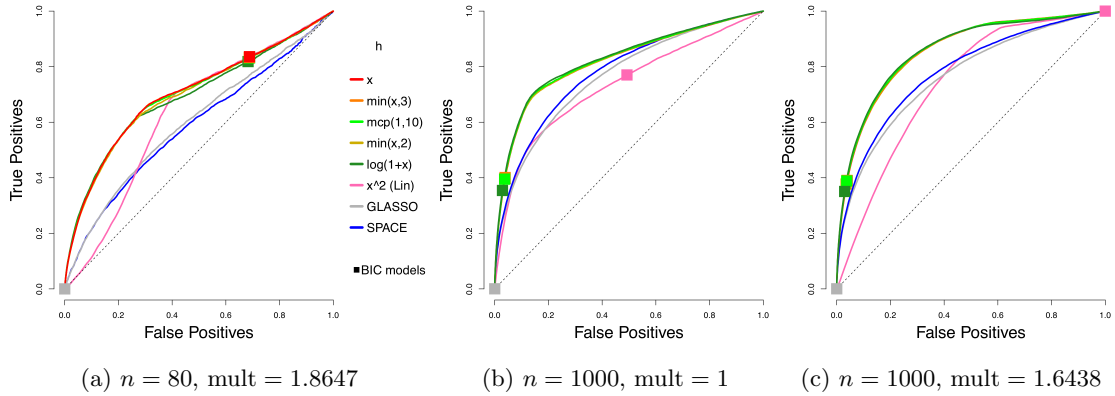 True Positives
0.0 0.2 0.4 0.6 0.8 1.0
0.0 0.2 0.4 0.6 0.8 1.0
False Positives
h
x
min(x,3)
mcp(1,10)
min(x,2)
log(1+x)
x^2 (Lin)
GLASSO
SPACE
BIC models
True Positives
0.0 0.2 0.4 0.6 0.8 1.0
0.0 0.2 0.4 0.6 0.8 1.0
False Positives
True Positives
0.0 0.2 0.4 0.6 0.8 1.0
0.0 0.2 0.4 0.6 0.8 1.0
False Positives
(a) n = 80, mult = 1.8647
(b) n = 1000, mult = 1
(c) n = 1000, mult = 1.6438